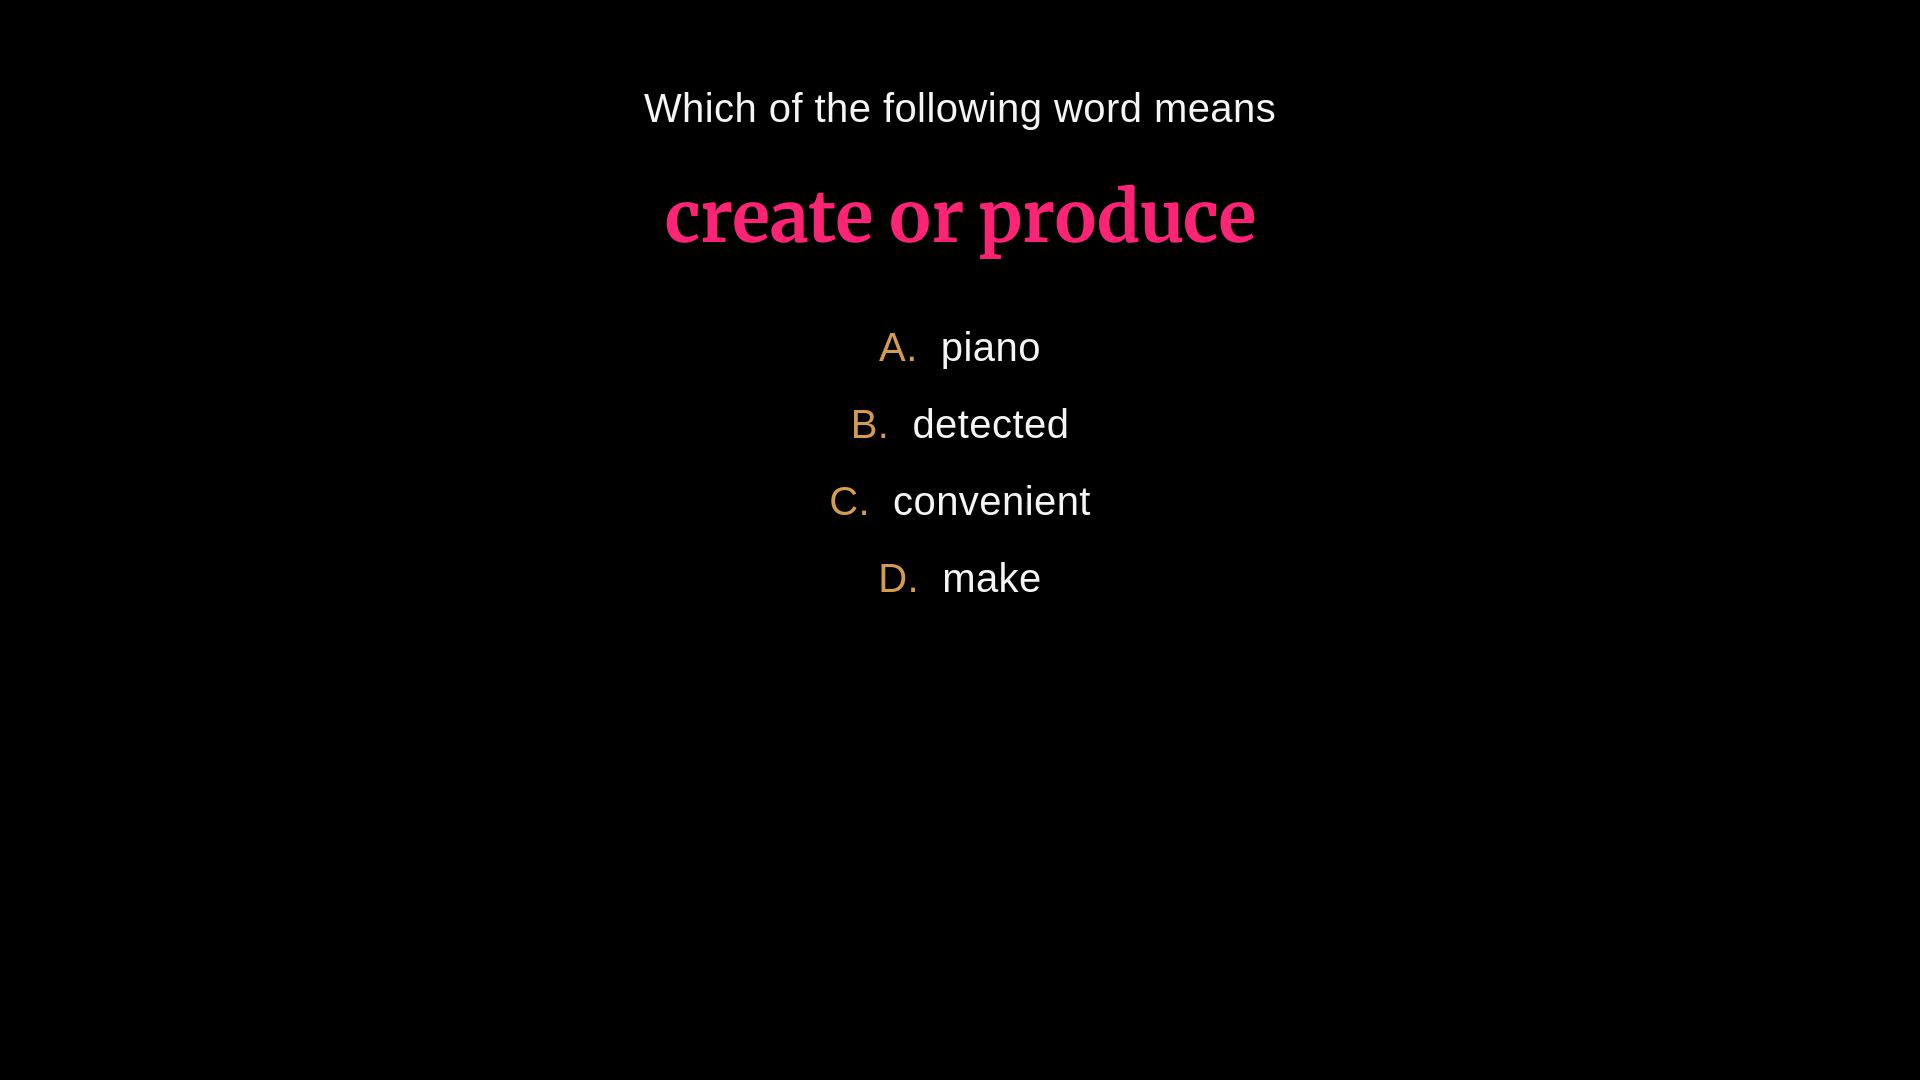 Which of the following word means
create or produce
A. piano
B. detected
C. convenient
D. make